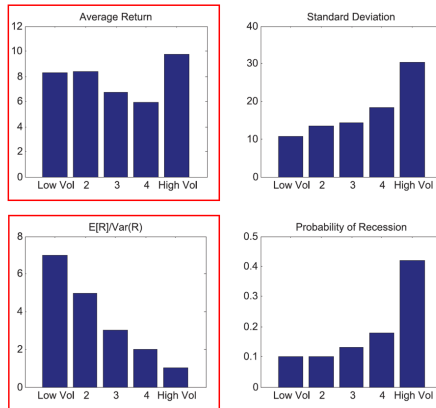 Average Return
12
10
8
6
4
2
0
Low Vol 2 3 4 High Vol
Standard Deviation
40
30
20
10
0
Low Vol 2 3 4 High Vol
E[R]/Var(R)
8
6
4
2
0
Low Vol 2 3 4 High Vol
Probability of Recession
0.5
0.4
0.3
0.2
0.1
0
Low Vol 2 3 4 High Vol